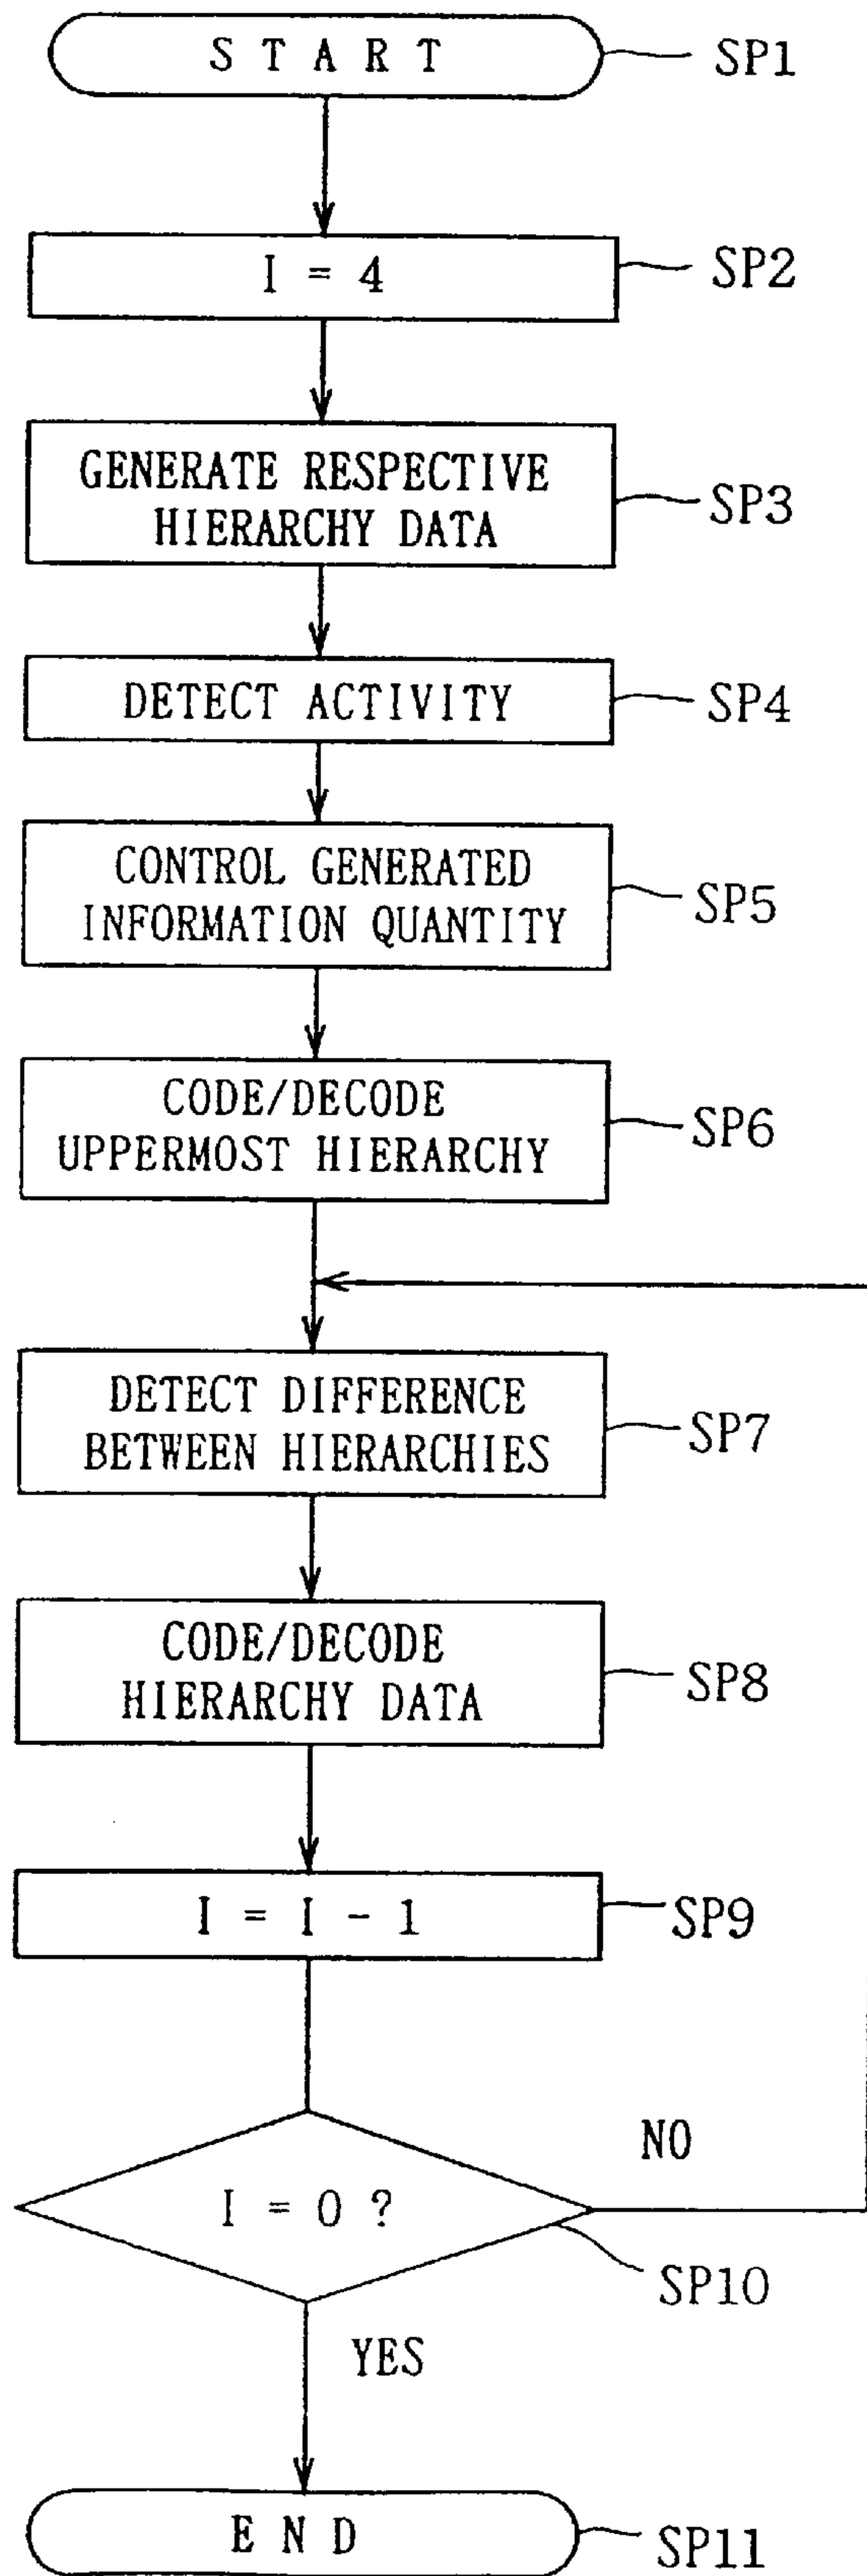 START
SP1
I = 4
SP2
GENERATE RESPECTIVE
HIERARCHY DATA
SP3
DETECT ACTIVITY
SP4
CONTROL GENERATED
INFORMATION QUANTITY
SP5
CODE/DECODE
UPPERMOST HIERARCHY
SP6
DETECT DIFFERENCE
BETWEEN HIERARCHIES
SP7
CODE/DECODE
HIERARCHY DATA
SP8
I = I - 1
SP9
NO
I = 0 ?
SP10
YES
END
SP11